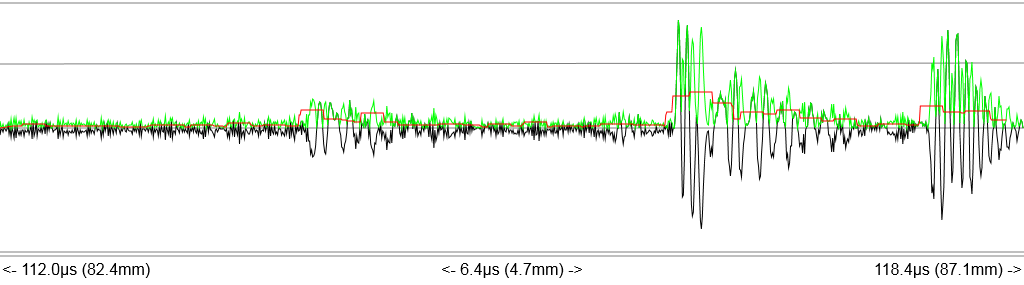 <- 112.0µs (82.4mm) <- 6.4µs (4.7mm) -> 118.4µs (87.1mm) ->